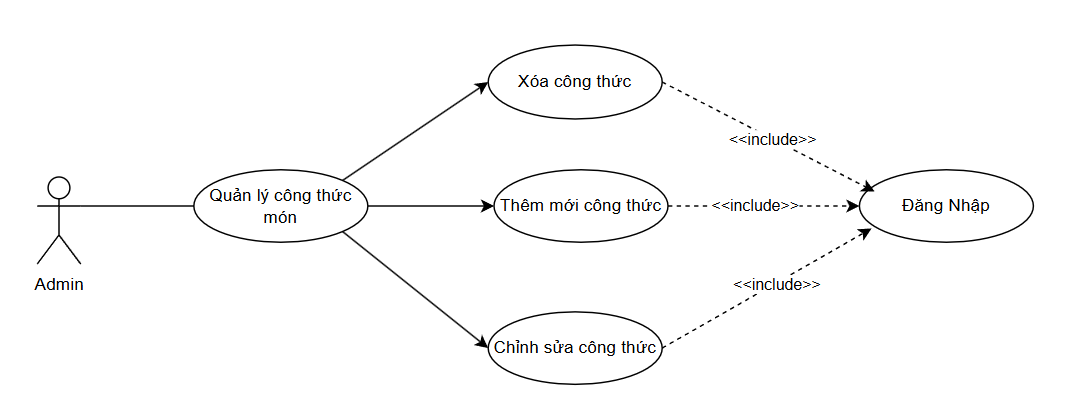 Xóa công thức
<<include>>
Quản lý công thức
món
Thêm mới công thức
<<include>>
Đăng Nhập
Admin
<<include>>
Chỉnh sửa công thức